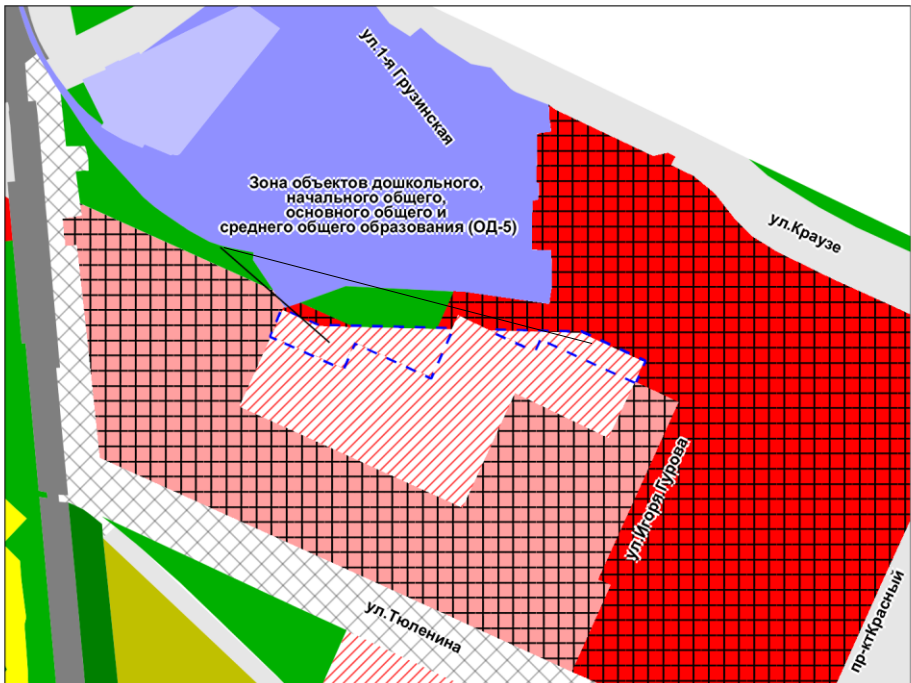 ул.1-я Грузинская
Зона объектов дошкольного,
начального общего,
основного общего и
среднего общего образования (ОД-5)
ул.Краузе
ул.Игоря Гурова
ул.Тюленина
пр-ктКрасный